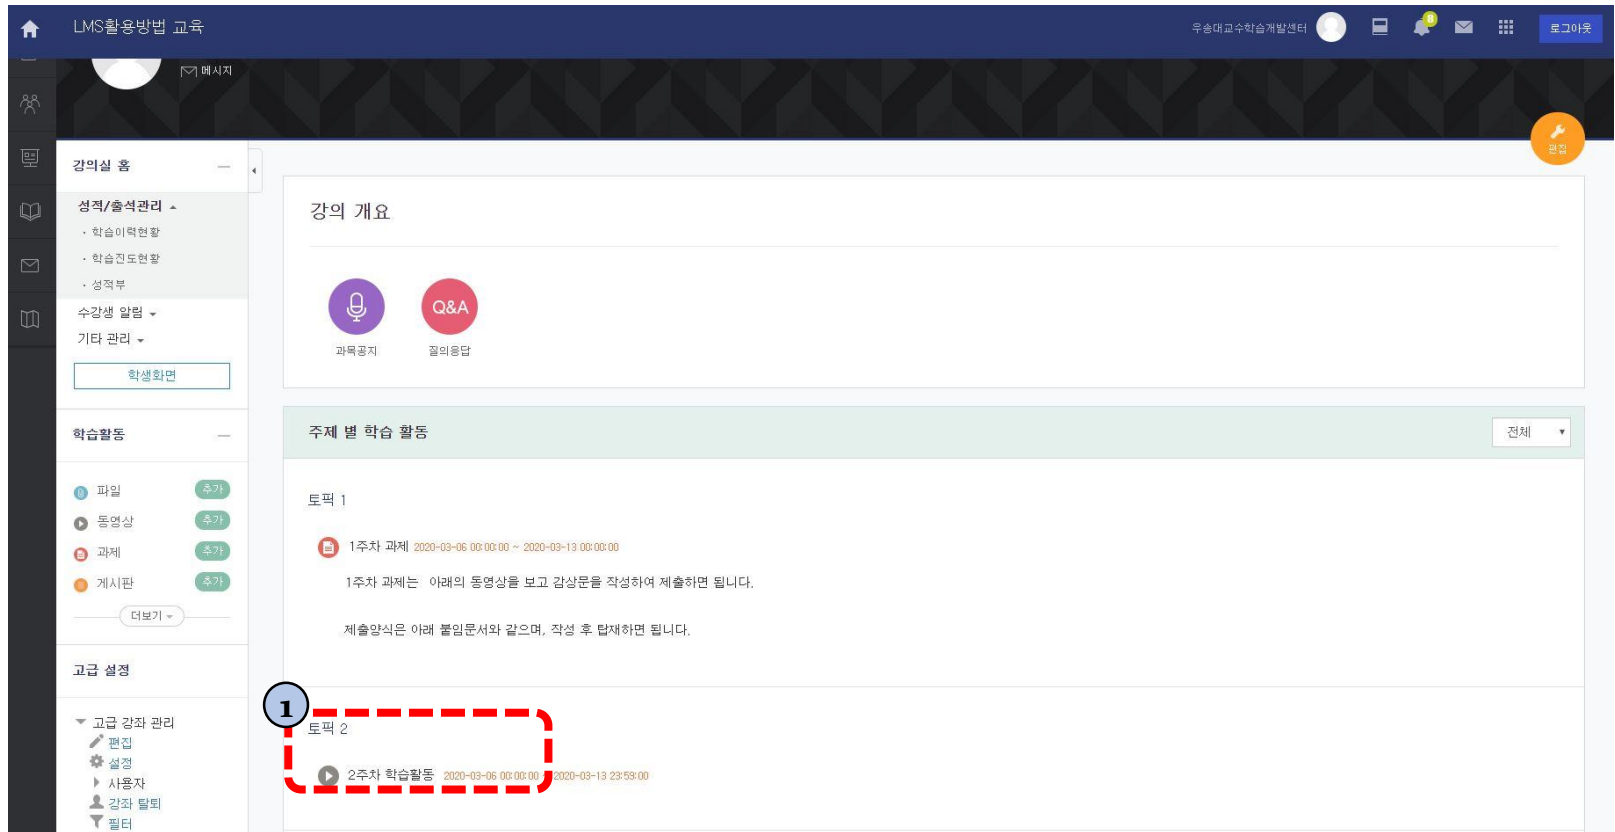 LMS활용방법 교육
우송대교수학습개발센터
8
로그아웃
메시지
편집
강의실 홈
성적/출석관리
· 학습이력현황
· 학습진도현황
· 성적부
수강생 알림
기타 관리
학생화면
학습활동
파일 추가
동영상 추가
과제 추가
게시판 추가
더보기
고급 설정
고급 강좌 관리
편집
설정
사용자
강좌 탈퇴
필터
강의 개요
Q&A
과목공지
질의응답
주제 별 학습 활동
전체
토픽 1
1주차 과제 2020-03-06 00:00:00 ~ 2020-03-13 00:00:00
1주차 과제는 아래의 동영상을 보고 감상문을 작성하여 제출하면 됩니다.
제출양식은 아래 붙임문서와 같으며, 작성 후 탑재하면 됩니다.
1
토픽 2
2주차 학습활동 2020-03-06 00:00:00 ~ 2020-03-13 23:59:00